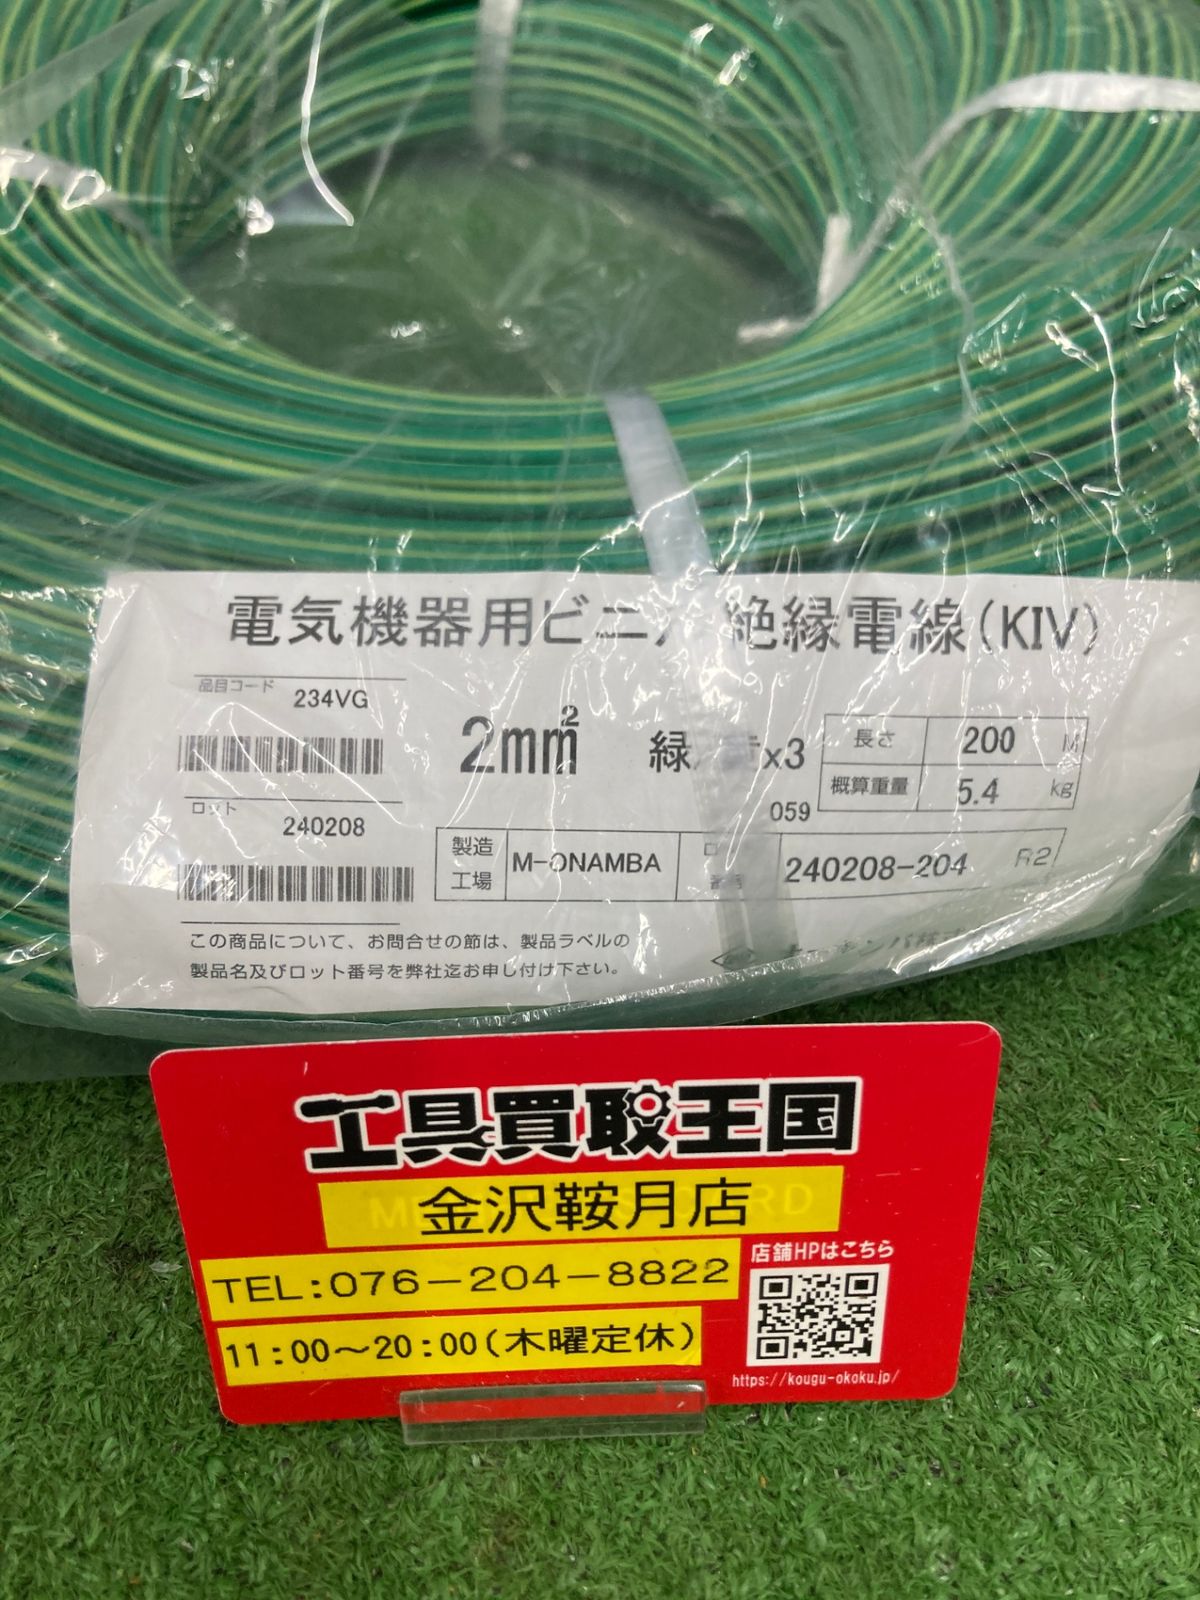 電気機器用ビニ 絶縁電線(KIV)
品目コード 234VG
2mm² 緑 x3
長さ 200 M
概算重量 5.4 kg
059
ロット 240208
製造工場 M-ONAMBA
240208-204 R2
この商品について、お問合せの節は、製品ラベルの
製品名及びロット番号を弊社迄お申し付け下さい。
工具買取王国
金沢鞍月店
TEL:076-204-8822
11:00~20:00(木曜定休)
店舗HPはこちら
https://kougu-okoku.jp/